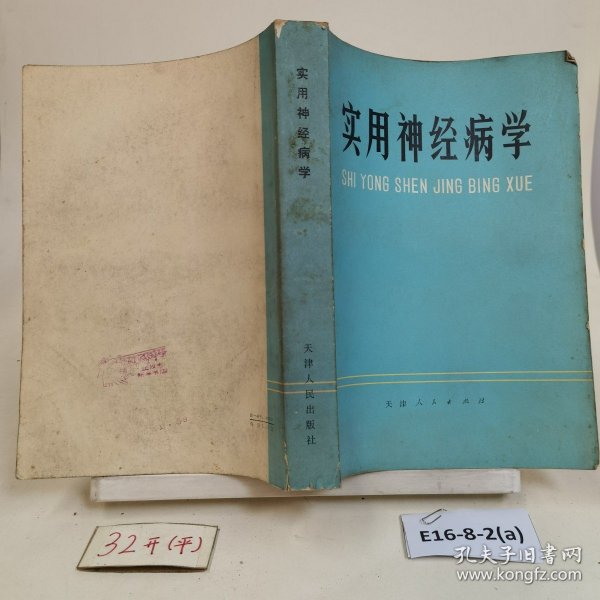 实用神经病学
天津人民出版社
实用神经病学
SHI YONG SHEN JING BING XUE
天津人民出版社
32开(平)
E16-8-2(a)
孔夫子旧书网
www.kongfz.com